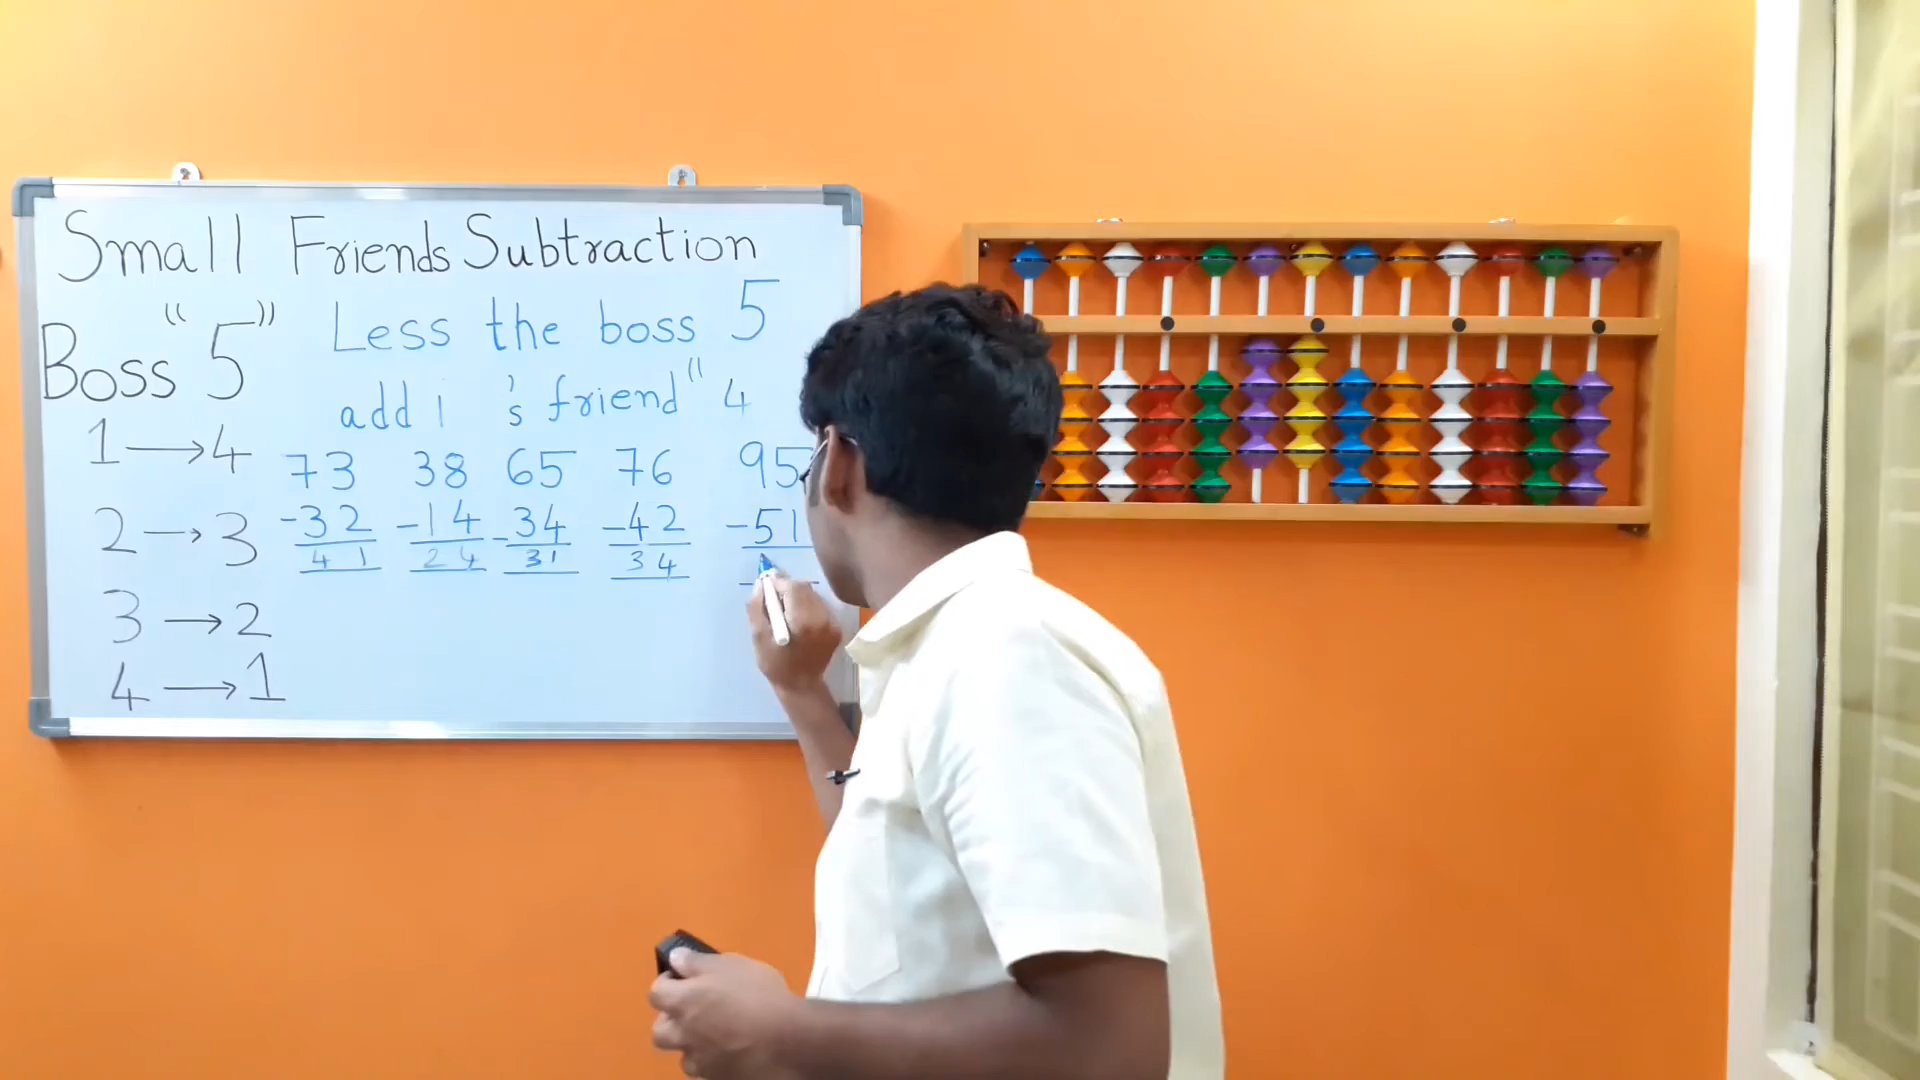 Small Friends Subtraction
Boss "5"
Less the boss 5
add i 's friend " 4
1 → 4
2 → 3
3 → 2
4 → 1
73 38 65 76 95
-32 -14 -34 -42 -51
41 24 31 34